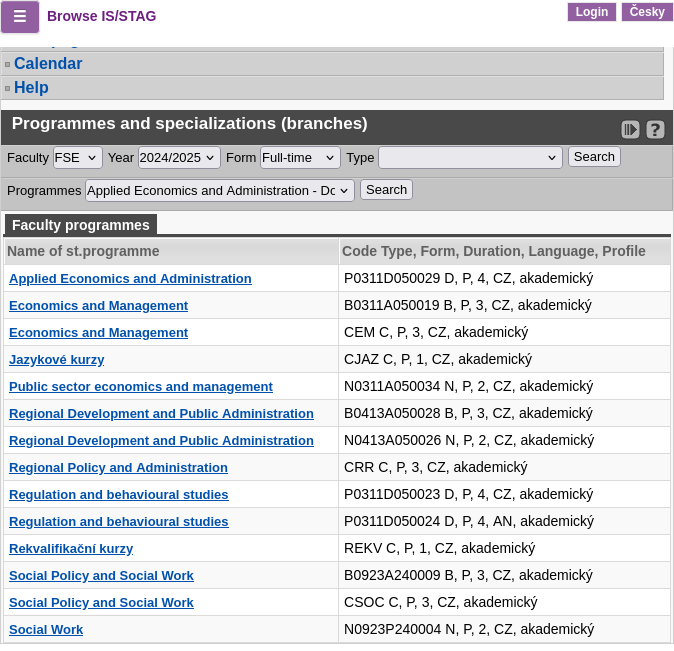 ☰ Browse IS/STAG Login Česky
Calendar
Help
Programmes and specializations (branches)
Faculty FSE Year 2024/2025 Form Full-time Type Search
Programmes Applied Economics and Administration - Do Search
Faculty programmes
Name of st.programme Code Type, Form, Duration, Language, Profile
Applied Economics and Administration P0311D050029 D, P, 4, CZ, akademický
Economics and Management B0311A050019 B, P, 3, CZ, akademický
Economics and Management CEM C, P, 3, CZ, akademický
Jazykové kurzy CJAZ C, P, 1, CZ, akademický
Public sector economics and management N0311A050034 N, P, 2, CZ, akademický
Regional Development and Public Administration B0413A050028 B, P, 3, CZ, akademický
Regional Development and Public Administration N0413A050026 N, P, 2, CZ, akademický
Regional Policy and Administration CRR C, P, 3, CZ, akademický
Regulation and behavioural studies P0311D050023 D, P, 4, CZ, akademický
Regulation and behavioural studies P0311D050024 D, P, 4, AN, akademický
Rekvalifikační kurzy REKV C, P, 1, CZ, akademický
Social Policy and Social Work B0923A240009 B, P, 3, CZ, akademický
Social Policy and Social Work CSOC C, P, 3, CZ, akademický
Social Work N0923P240004 N, P, 2, CZ, akademický